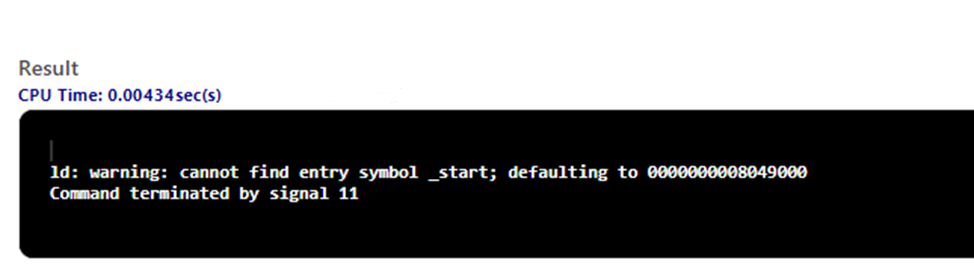 Result
CPU Time: 0.00434sec(s)
ld: warning: cannot find entry symbol _start; defaulting to 0000000008049000
Command terminated by signal 11